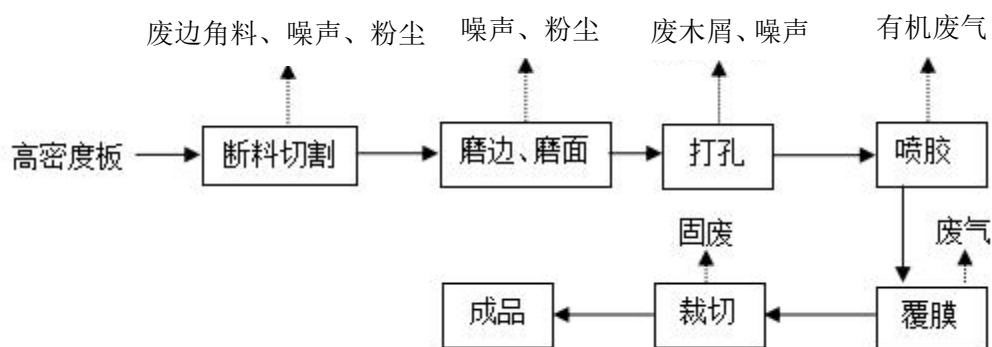 废边角料、噪声、粉尘
噪声、粉尘
废木屑、噪声
有机废气
高密度板
断料切割
磨边、磨面
打孔
喷胶
固废
废气
成品
裁切
覆膜